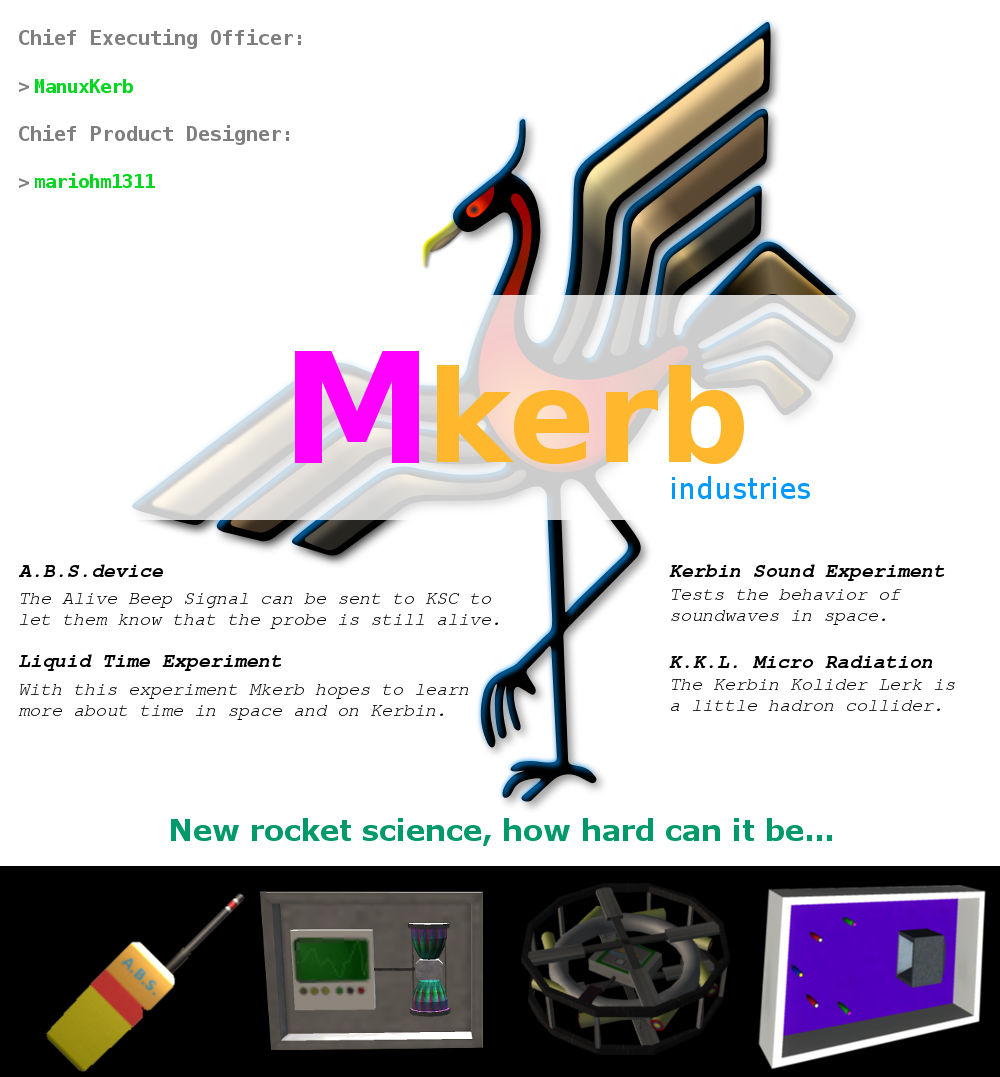 Chief Executing Officer:
> ManuxKerb
Chief Product Designer:
> mariohm1311
Mkerb
industries
A.B.S.device
The Alive Beep Signal can be sent to KSC to
let them know that the probe is still alive.
Liquid Time Experiment
With this experiment Mkerb hopes to learn
more about time in space and on Kerbin.
Kerbin Sound Experiment
Tests the behavior of
soundwaves in space.
K.K.L. Micro Radiation
The Kerbin Kolider Lerk is
a little hadron collider.
New rocket science, how hard can it be...
A.B.S.